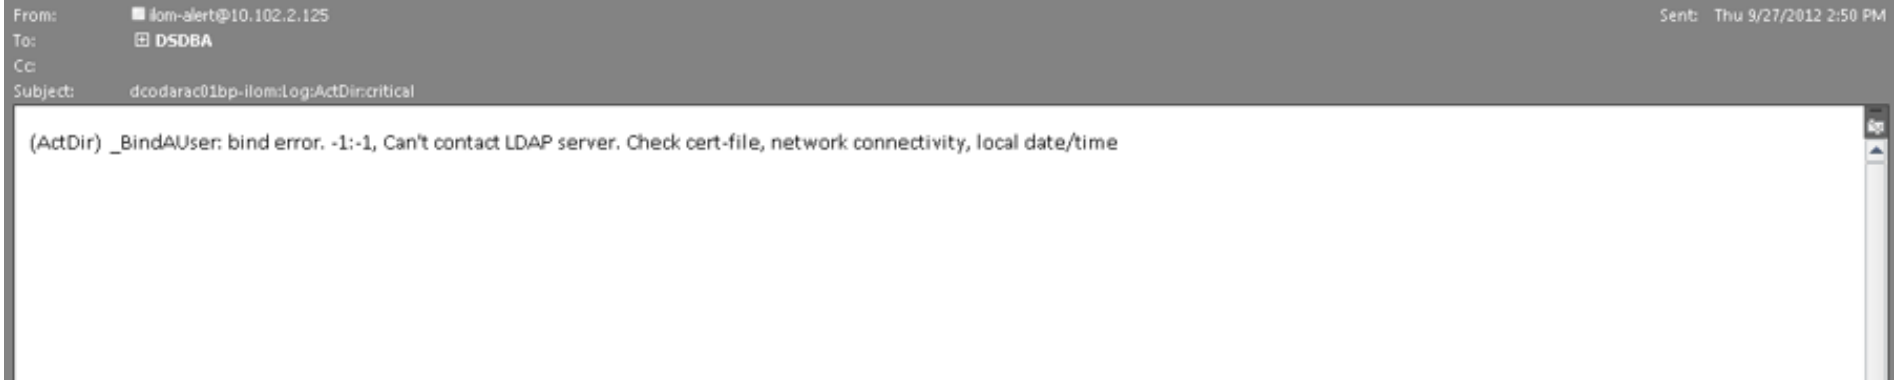 From: ilom-alert@10.102.2.125 Sent: Thu 9/27/2012 2:50 PM
To: DSDBA
Cc:
Subject: dcodarac01bp-ilom:Log:ActDir:critical
(ActDir) _BindAUser: bind error. -1:-1, Can't contact LDAP server. Check cert-file, network connectivity, local date/time